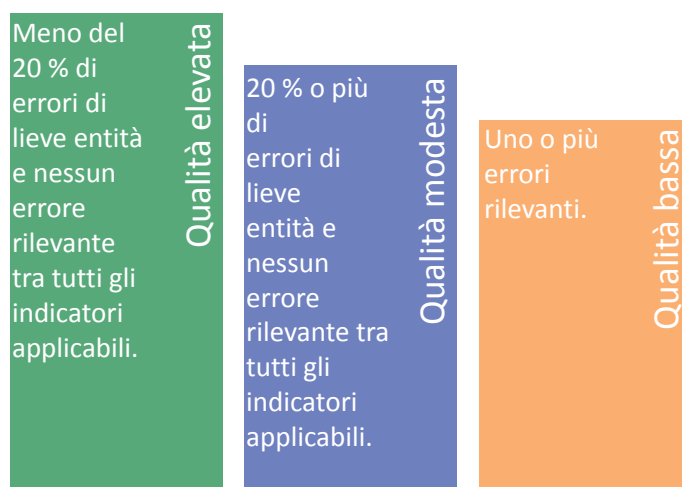 Meno del
20 % di
errori di
lieve entità
e nessun
errore
rilevante
tra tutti gli
indicatori
applicabili.
Qualità elevata
20 % o più
di
errori di
lieve
entità e
nessun
errore
rilevante tra
tutti gli
indicatori
applicabili.
Qualità modesta
Uno o più
errori
rilevanti.
Qualità bassa